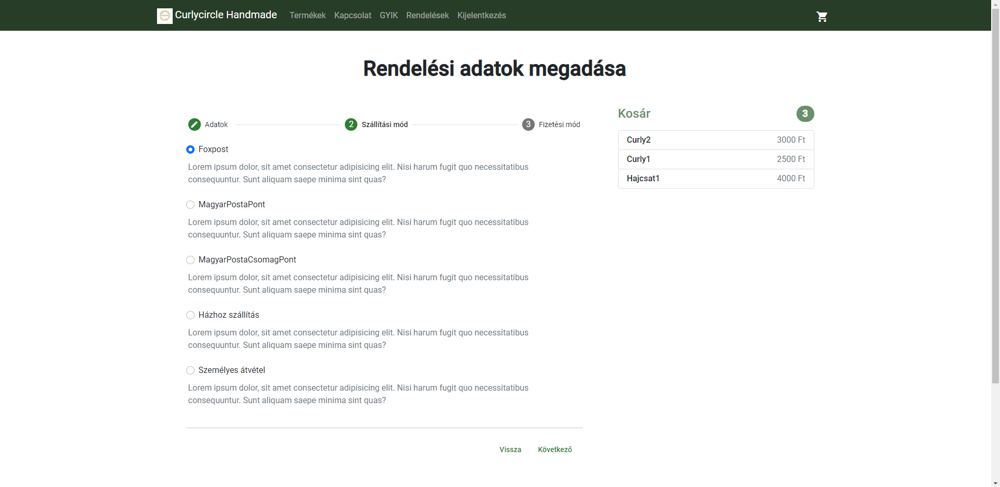 Curlycircle Handmade Termékek Kapcsolat GYIK Rendelések Kijelentkezés
Rendelési adatok megadása
Adatok 2 Szállítási mód 3 Fizetési mód
Foxpost
Lorem ipsum dolor, sit amet consectetur adipisicing elit. Nisi harum fugit quo necessitatibus
consequuntur. Sunt aliquam saepe minima sint quas?
MagyarPostaPont
Lorem ipsum dolor, sit amet consectetur adipisicing elit. Nisi harum fugit quo necessitatibus
consequuntur. Sunt aliquam saepe minima sint quas?
MagyarPostaCsomagPont
Lorem ipsum dolor, sit amet consectetur adipisicing elit. Nisi harum fugit quo necessitatibus
consequuntur. Sunt aliquam saepe minima sint quas?
Házhoz szállítás
Lorem ipsum dolor, sit amet consectetur adipisicing elit. Nisi harum fugit quo necessitatibus
consequuntur. Sunt aliquam saepe minima sint quas?
Személyes átvétel
Lorem ipsum dolor, sit amet consectetur adipisicing elit. Nisi harum fugit quo necessitatibus
consequuntur. Sunt aliquam saepe minima sint quas?
Vissza Következő
Kosár 3
Curly2 3000 Ft
Curly1 2500 Ft
Hajcsat1 4000 Ft